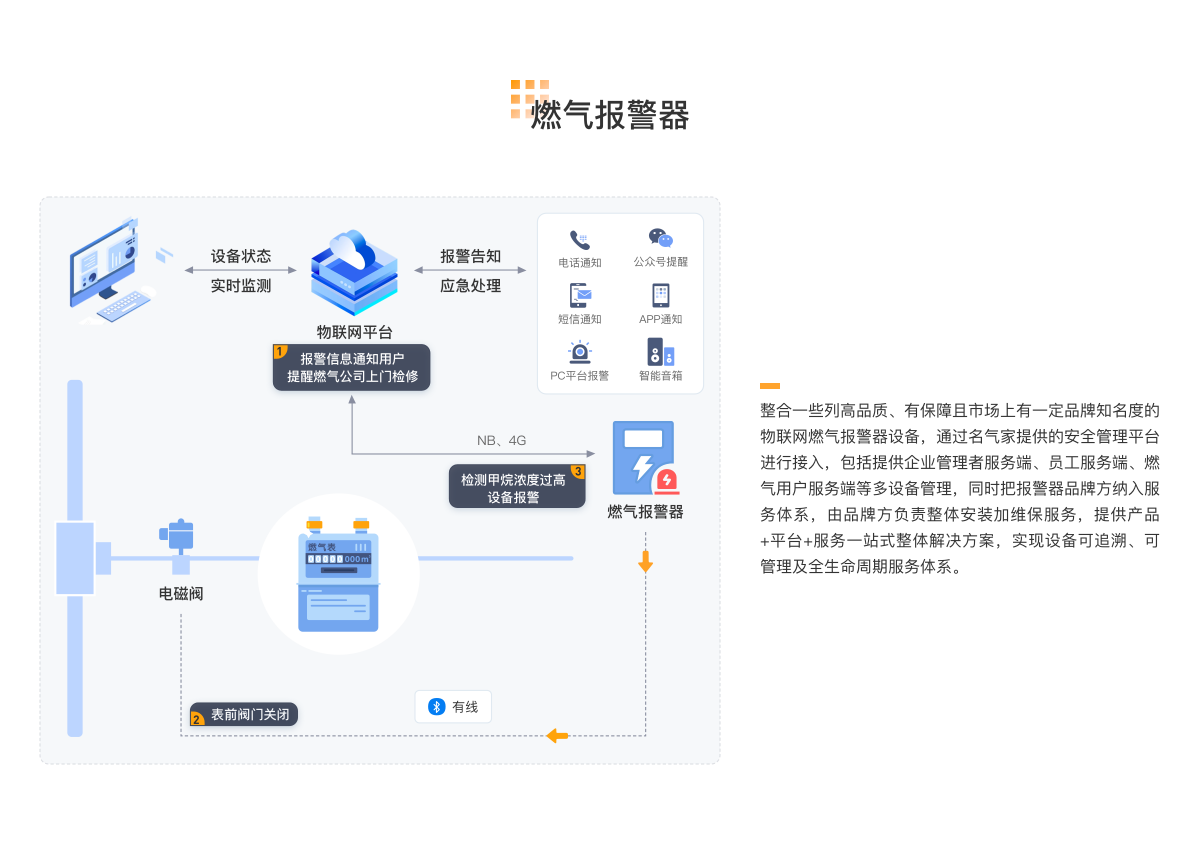 燃气报警器
设备状态
实时监测
报警告知
应急处理
物联网平台
1
报警信息通知用户
提醒燃气公司上门检修
电话通知
公众号提醒
短信通知
APP通知
PC平台报警
智能音箱
NB、4G
3
检测甲烷浓度过高
设备报警
燃气报警器
燃气表
000m³
电磁阀
2
表前阀门关闭
有线
整合一些列高品质、有保障且市场上有一定品牌知名度的
物联网燃气报警器设备，通过名气家提供的安全管理平台
进行接入，包括提供企业管理者服务端、员工服务端、燃
气用户服务端等多设备管理，同时把报警器品牌方纳入服
务体系，由品牌方负责整体安装加维保服务，提供产品
+平台+服务一站式整体解决方案，实现设备可追溯、可
管理及全生命周期服务体系。